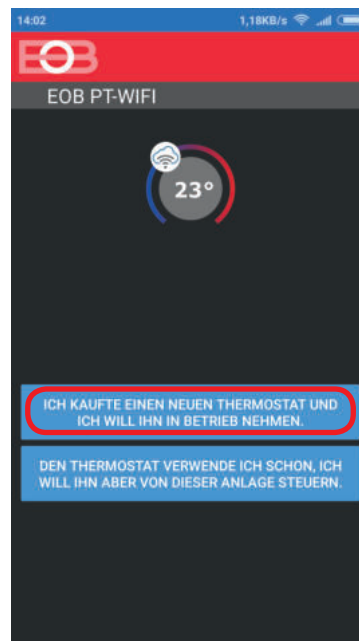 14:02 1,18KB/s
EOB
EOB PT-WIFI
23°
ICH KAUFTE EINEN NEUEN THERMOSTAT UND
ICH WILL IHN IN BETRIEB NEHMEN.
DEN THERMOSTAT VERWENDE ICH SCHON, ICH
WILL IHN ABER VON DIESER ANLAGE STEUERN.